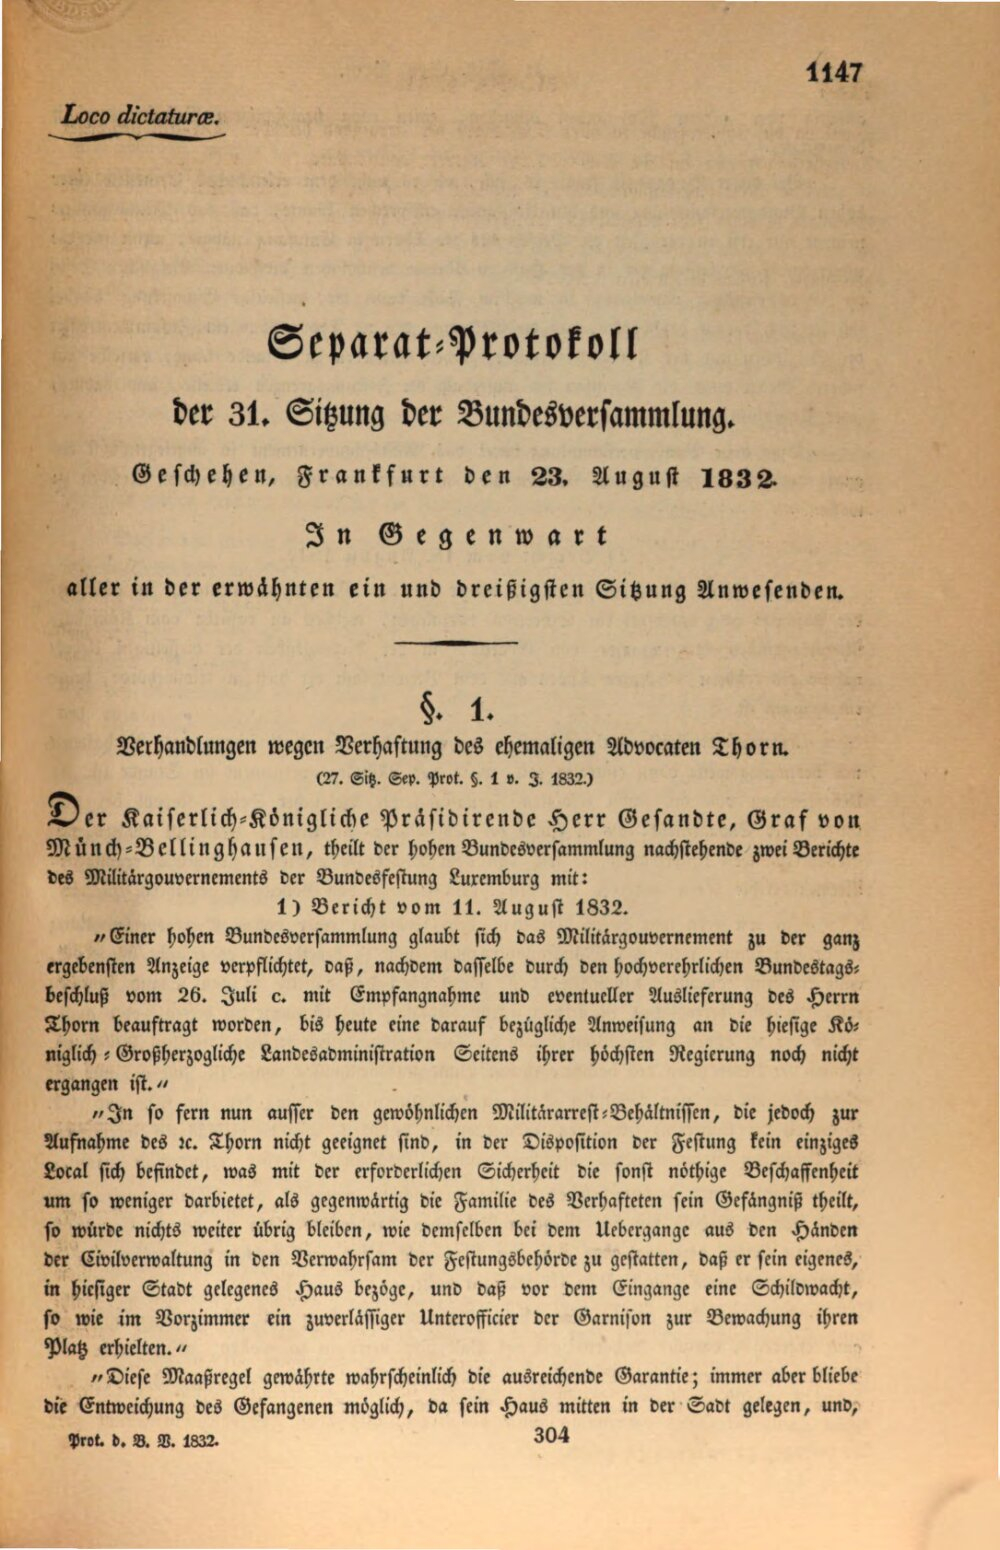 1147
Loco dictaturæ.
Separat-Protokoll
der 31. Sitzung der Bundesversammlung.
Geschehen, Frankfurt den 23. August 1832.
In Gegenwart
aller in der erwähnten ein und dreißigsten Sitzung Anwesenden.
§. 1.
Verhandlungen wegen Verhaftung des ehemaligen Advocaten Thorn.
(27. Sitz. Sep. Prot. §. 1 v. J. 1832.)
Der Kaiserlich-Königliche Präsidirende Herr Gesandte, Graf von
Münch-Bellinghausen, theilt der hohen Bundesversammlung nachstehende zwei Berichte
des Militärgouvernements der Bundesfestung Luxemburg mit:
1) Bericht vom 11. August 1832.
„Einer hohen Bundesversammlung glaubt sich das Militärgouvernement zu der ganz
ergebensten Anzeige verpflichtet, daß, nachdem dasselbe durch den hochverehrlichen Bundestags-
beschluß vom 26. Juli c. mit Empfangnahme und eventueller Auslieferung des Herrn
Thorn beauftragt worden, bis heute eine darauf bezügliche Anweisung an die hiesige Kö-
niglich-Großherzogliche Landesadministration Seitens ihrer höchsten Regierung noch nicht
ergangen ist.“
„In so fern nun ausser den gewöhnlichen Militärarrest-Behältnissen, die jedoch zur
Aufnahme des ꝛc. Thorn nicht geeignet sind, in der Disposition der Festung kein einziges
Local sich befindet, was mit der erforderlichen Sicherheit die sonst nöthige Beschaffenheit
um so weniger darbietet, als gegenwärtig die Familie des Verhafteten sein Gefängniß theilt,
so würde nichts weiter übrig bleiben, wie demselben bei dem Uebergange aus den Händen
der Civilverwaltung in den Verwahrsam der Festungsbehörde zu gestatten, daß er sein eigenes,
in hiesiger Stadt gelegenes Haus bezöge, und daß vor dem Eingange eine Schildwacht,
so wie im Vorzimmer ein zuverlässiger Unterofficier der Garnison zur Bewachung ihren
Platz erhielten.“
„Diese Maaßregel gewährte wahrscheinlich die ausreichende Garantie; immer aber bliebe
die Entweichung des Gefangenen möglich, da sein Haus mitten in der Sadt gelegen, und,
Prot. d. B. V. 1832.
304